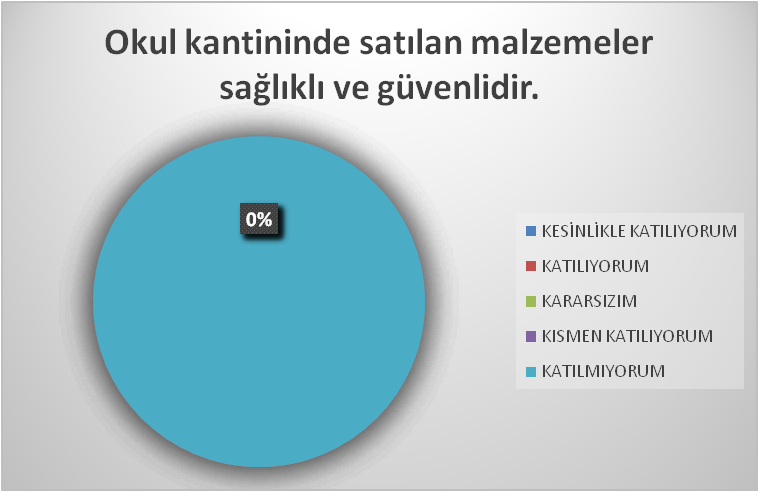 Okul kantininde satılan malzemeler
sağlıklı ve güvenlidir.
0%
KESİNLİKLE KATILIYORUM
KATILIYORUM
KARARSIZIM
KISMEN KATILIYORUM
KATILMIYORUM